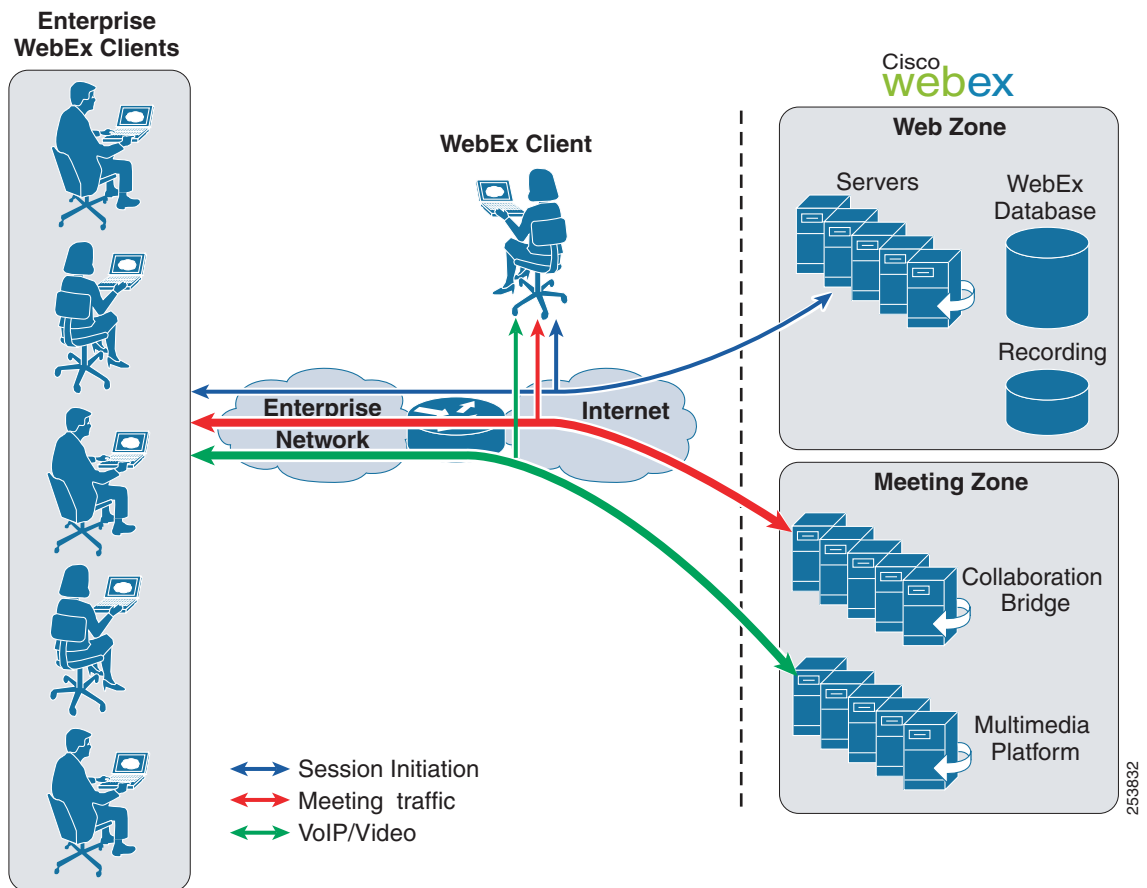 Enterprise
WebEx Clients
Cisco
webex
Web Zone
WebEx Client
Servers
WebEx
Database
Recording
Enterprise
Network
Internet
Meeting Zone
Collaboration
Bridge
Multimedia
Platform
Session Initiation
Meeting traffic
VoIP/Video
253832